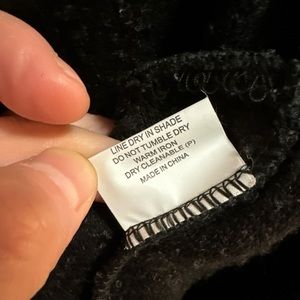 LINE DRY IN SHADE
DO NOT TUMBLE DRY
WARM IRON
DRY CLEANABLE (P)
MADE IN CHINA